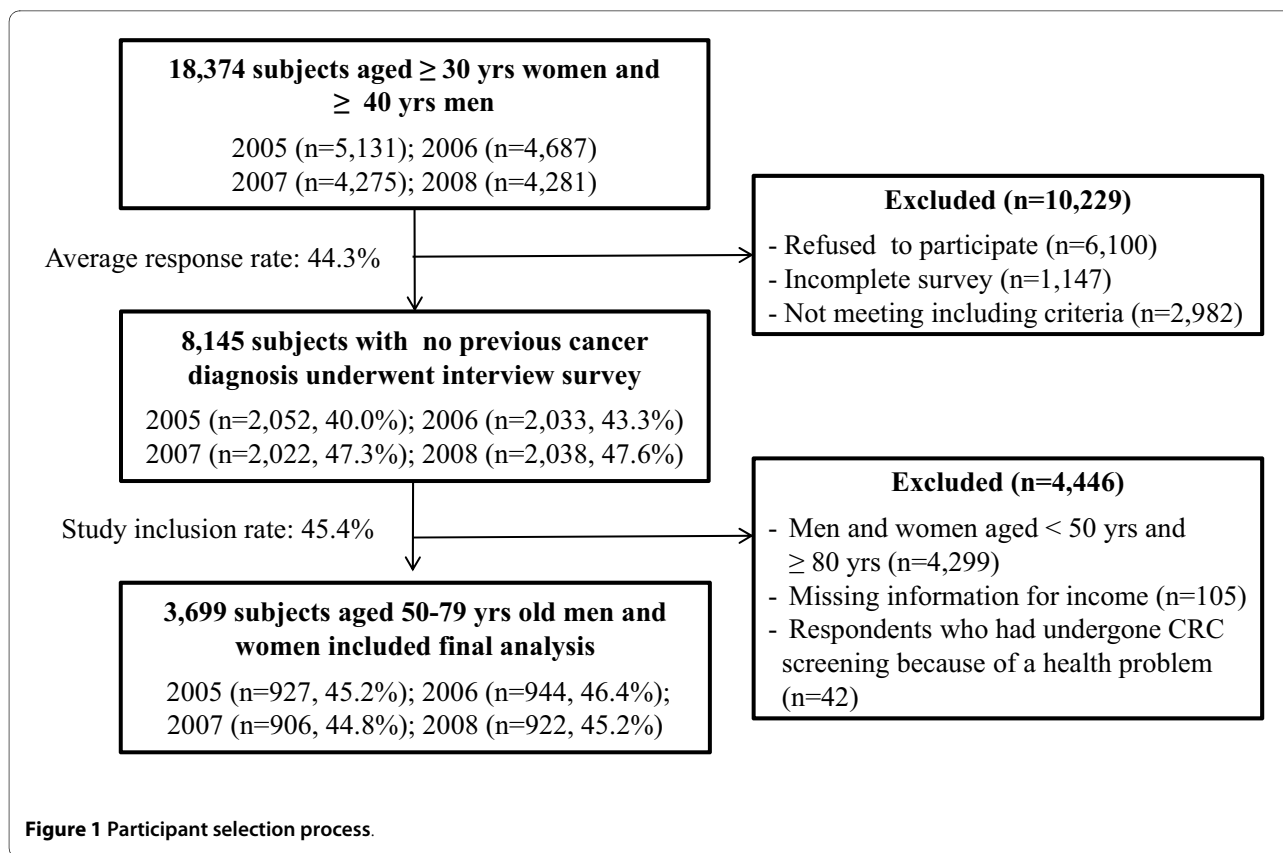 18,374 subjects aged ≥ 30 yrs women and
≥ 40 yrs men
2005 (n=5,131); 2006 (n=4,687)
2007 (n=4,275); 2008 (n=4,281)
Average response rate: 44.3%
Excluded (n=10,229)
- Refused to participate (n=6,100)
- Incomplete survey (n=1,147)
- Not meeting including criteria (n=2,982)
8,145 subjects with no previous cancer
diagnosis underwent interview survey
2005 (n=2,052, 40.0%); 2006 (n=2,033, 43.3%)
2007 (n=2,022, 47.3%); 2008 (n=2,038, 47.6%)
Study inclusion rate: 45.4%
Excluded (n=4,446)
- Men and women aged < 50 yrs and
≥ 80 yrs (n=4,299)
- Missing information for income (n=105)
- Respondents who had undergone CRC
screening because of a health problem
(n=42)
3,699 subjects aged 50-79 yrs old men and
women included final analysis
2005 (n=927, 45.2%); 2006 (n=944, 46.4%);
2007 (n=906, 44.8%); 2008 (n=922, 45.2%)
Figure 1 Participant selection process.